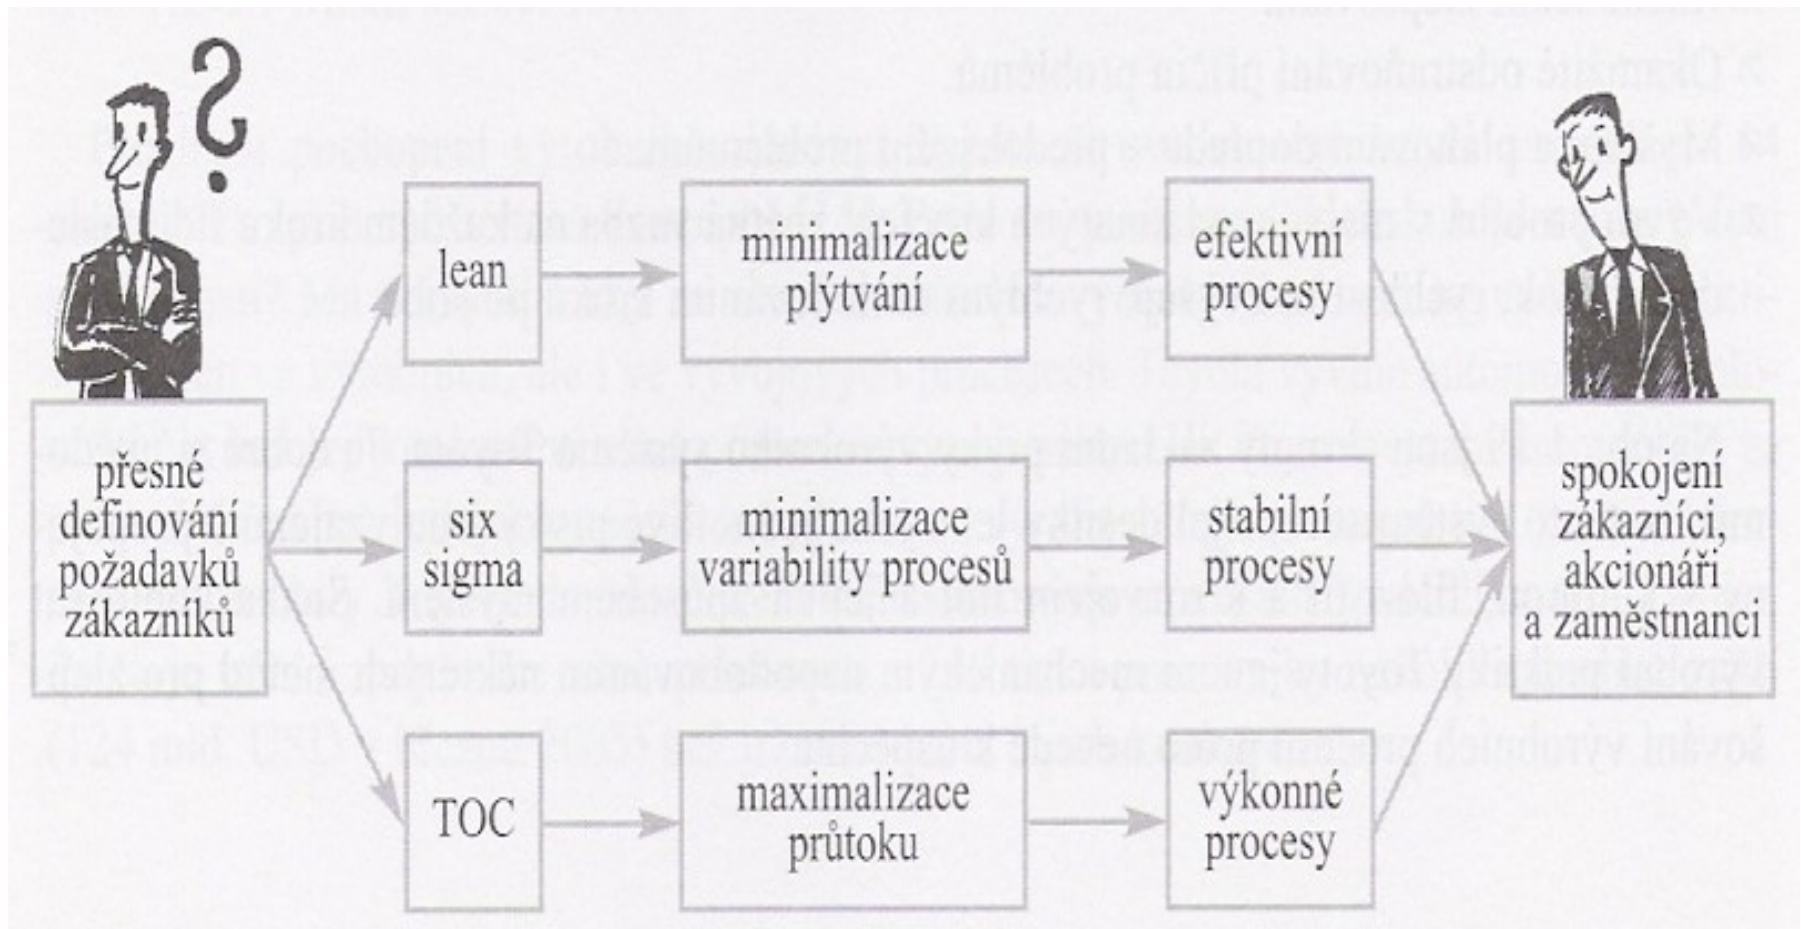 ?
přesné
definování
požadavků
zákazníků
lean
minimalizace
plýtvání
efektivní
procesy
six
sigma
minimalizace
variability procesů
stabilní
procesy
TOC
maximalizace
průtoku
výkonné
procesy
spokojení
zákazníci,
akcionáři
a zaměstnanci